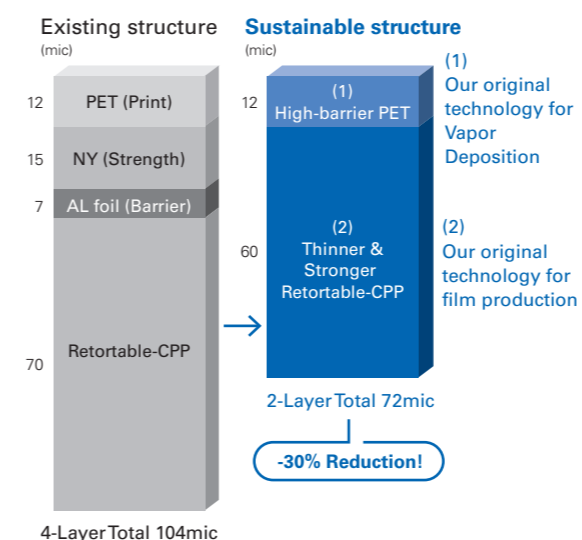 Existing structure
(mic)
12
PET (Print)
15
NY (Strength)
7
AL foil (Barrier)
70
Retortable-CPP
4-Layer Total 104mic
Sustainable structure
(mic)
12
(1)
High-barrier PET
60
(2)
Thinner &
Stronger
Retortable-CPP
2-Layer Total 72mic
-30% Reduction!
(1)
Our original
technology for
Vapor
Deposition
(2)
Our original
technology for
film production